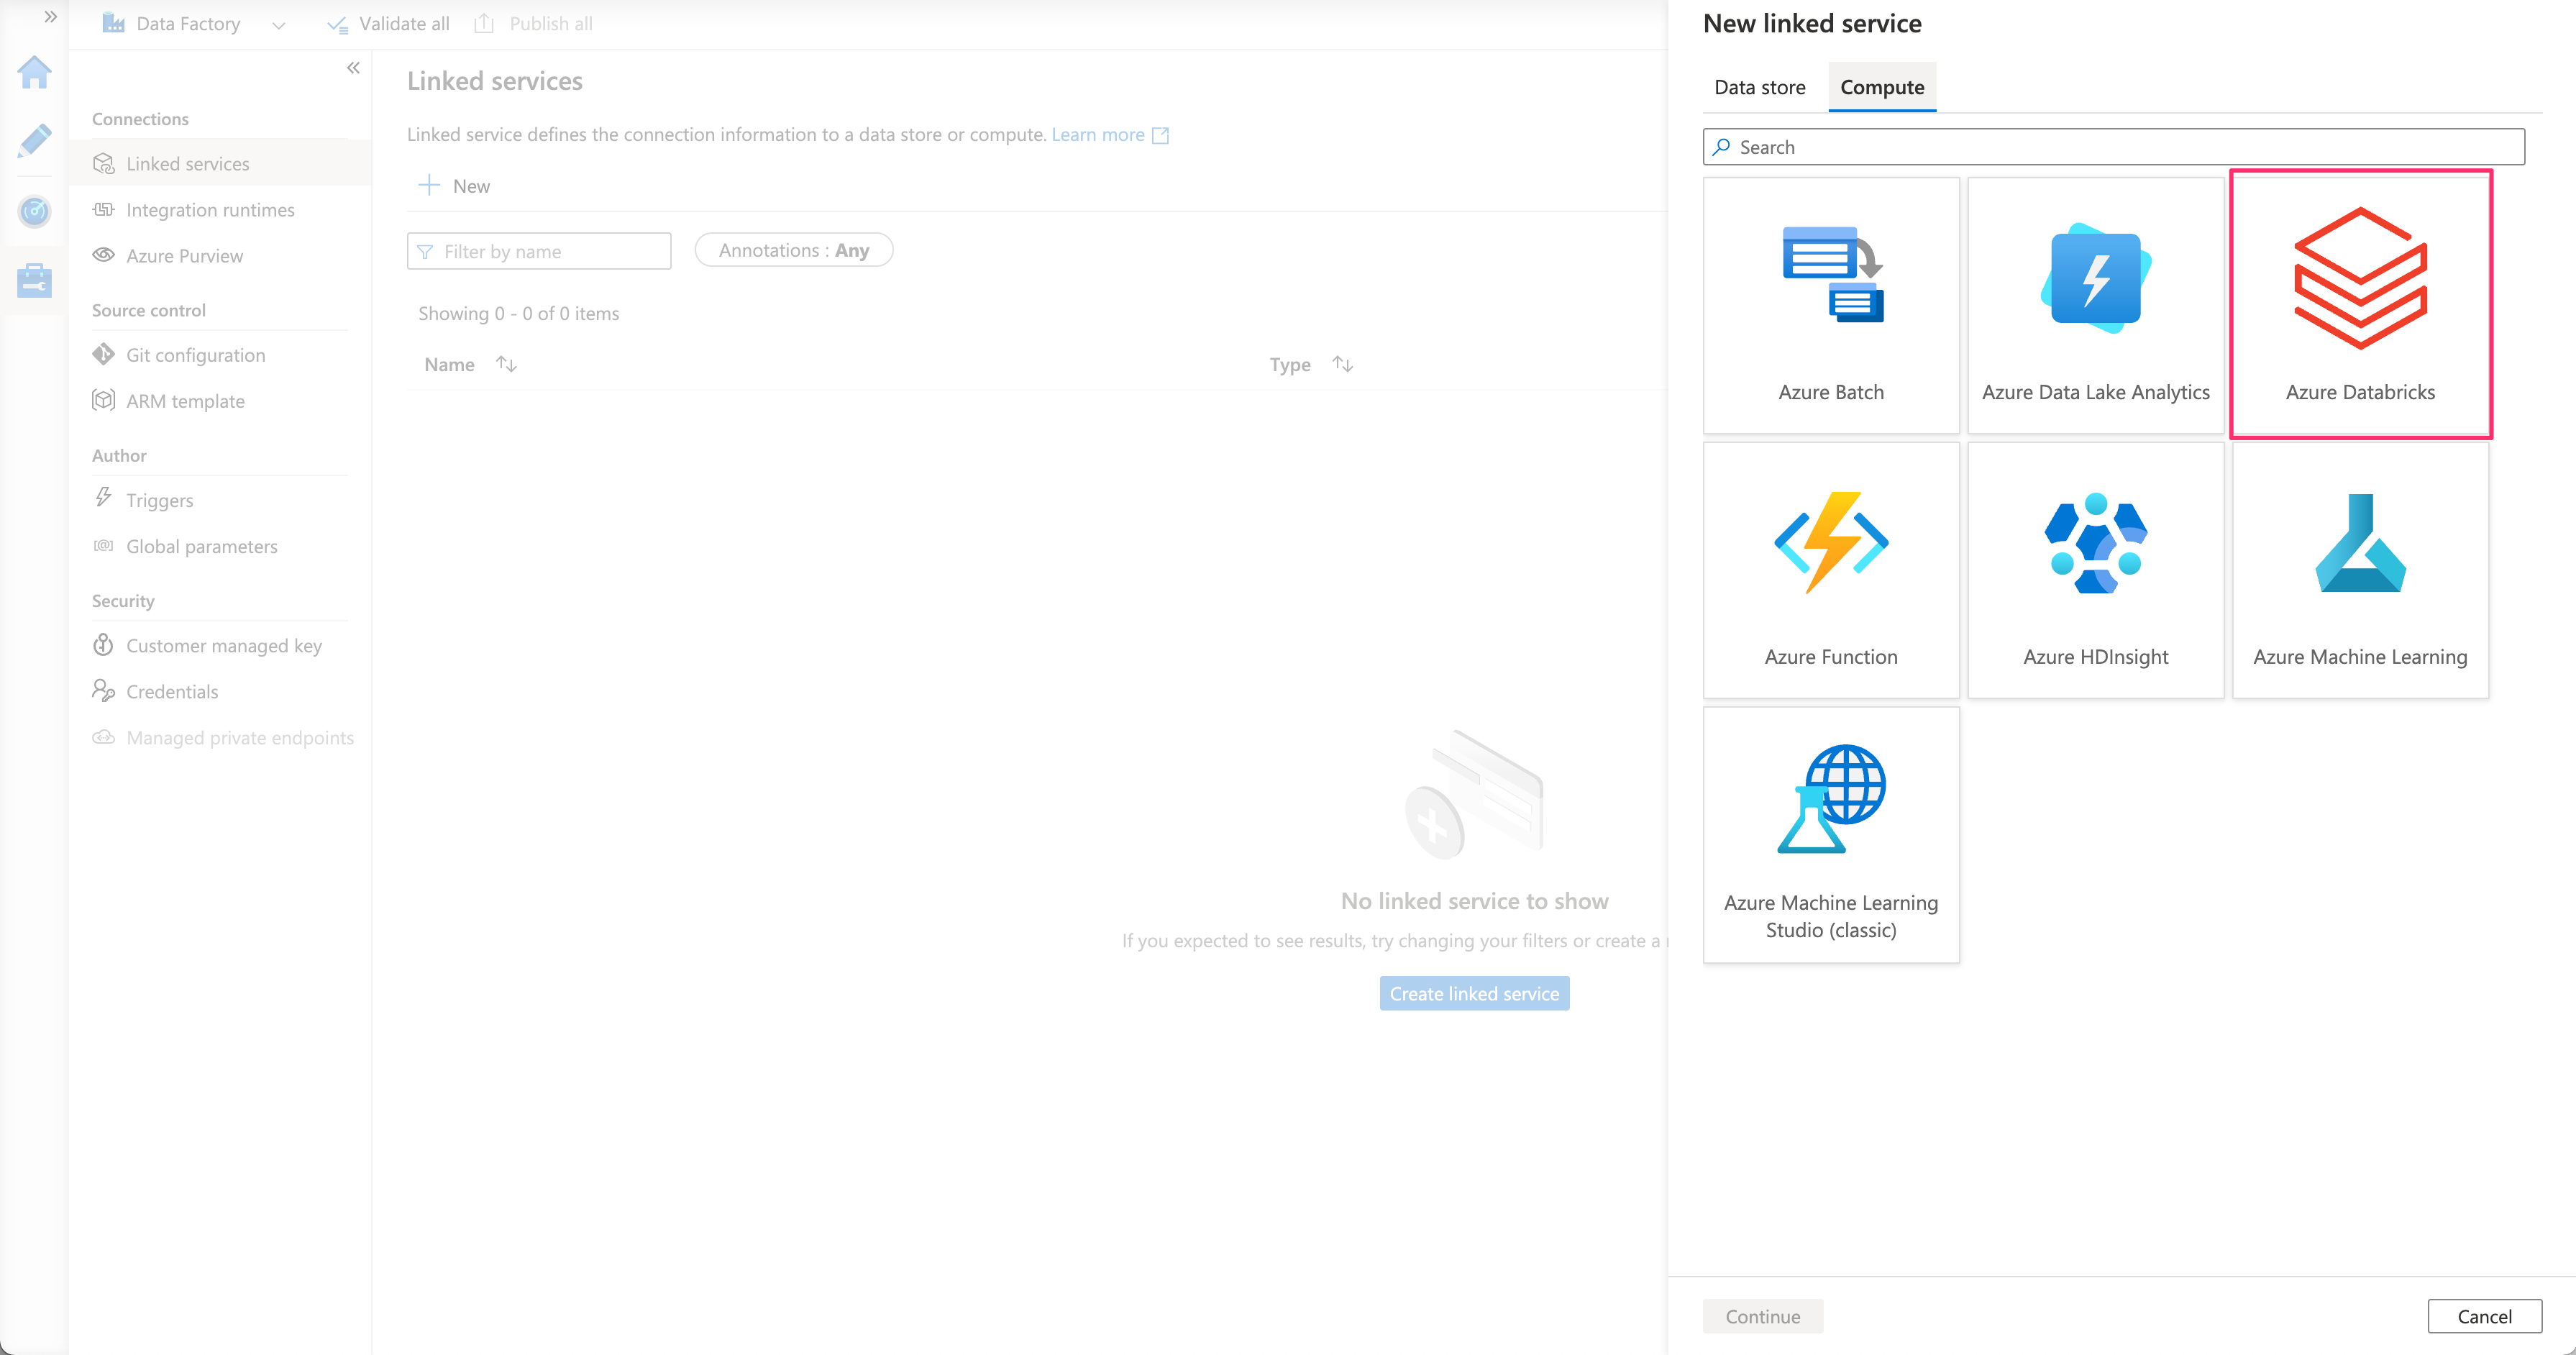 Data Factory
Validate all
Publish all
Connections
Linked services
Integration runtimes
Azure Purview
Source control
Git configuration
ARM template
Author
Triggers
Global parameters
Security
Customer managed key
Credentials
Managed private endpoints
Linked services
Linked service defines the connection information to a data store or compute. Learn more
New
Filter by name
Annotations : Any
Showing 0 - 0 of 0 items
Name
Type
No linked service to show
If you expected to see results, try changing your filters or create a
Create linked service
New linked service
Data store
Compute
Search
Azure Batch
Azure Data Lake Analytics
Azure Databricks
Azure Function
Azure HDInsight
Azure Machine Learning
Azure Machine Learning
Studio (classic)
Continue
Cancel